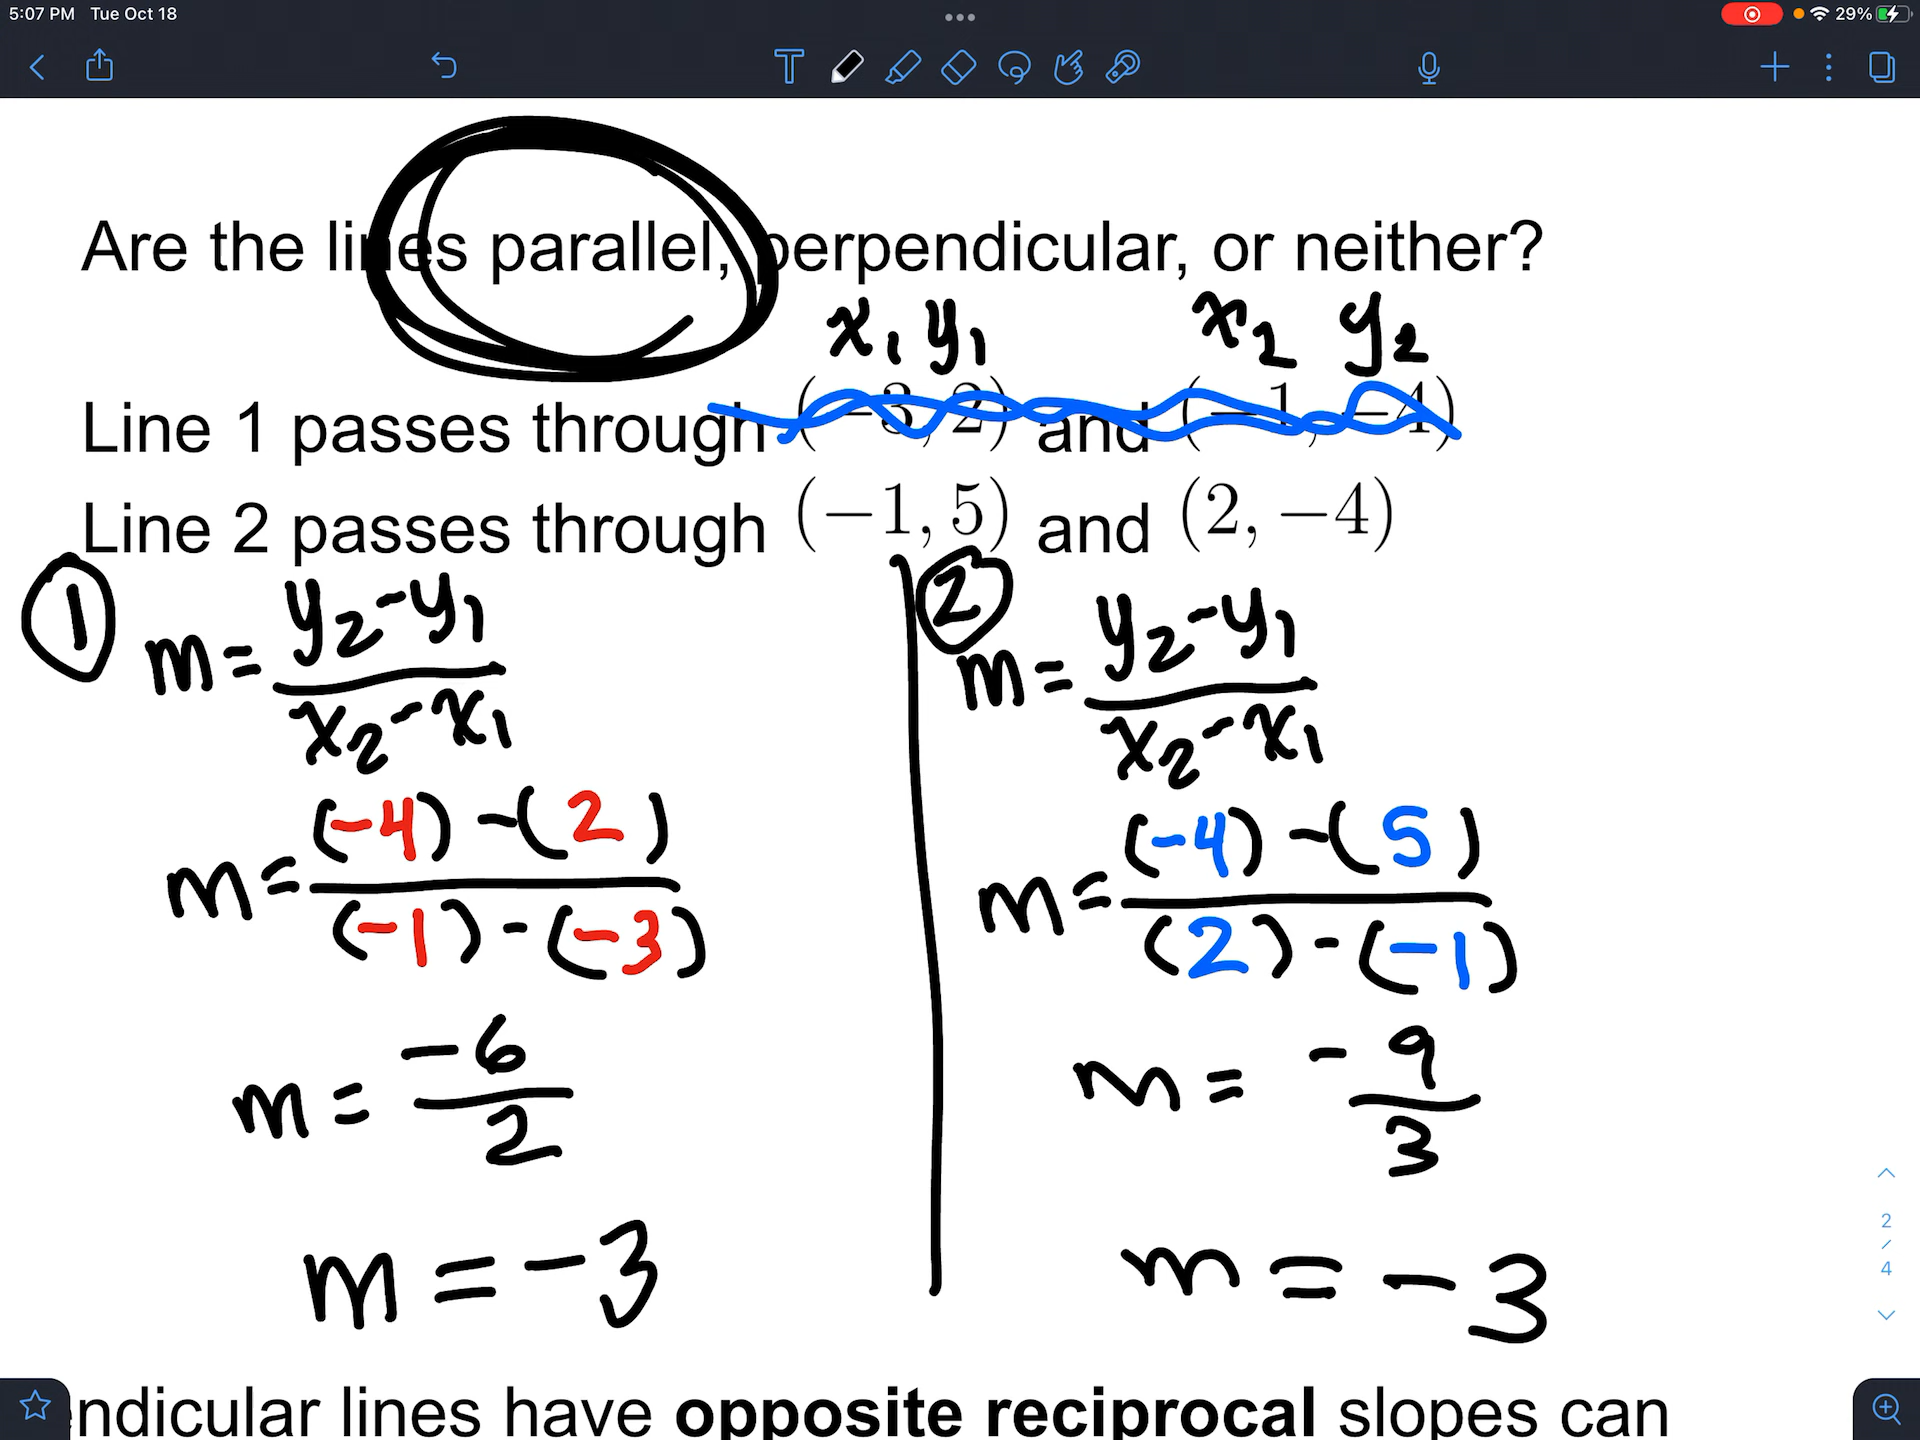 5:07 PM Tue Oct 18
29%
Are the lines parallel, perpendicular, or neither?
x₁ y₁ x₂ y₂
Line 1 passes through (−3, 2) and (−1, −4)
Line 2 passes through (−1, 5) and (2, −4)
1
m = y₂-y₁
x₂-x₁
m = (-4) -(2)
(-1) - (-3)
m = -6
2
m = -3
2
m = y₂-y₁
x₂-x₁
m = (-4) -(5)
(2) - (-1)
m = -9
3
m = -3
2
/
4
ndicular lines have opposite reciprocal slopes can